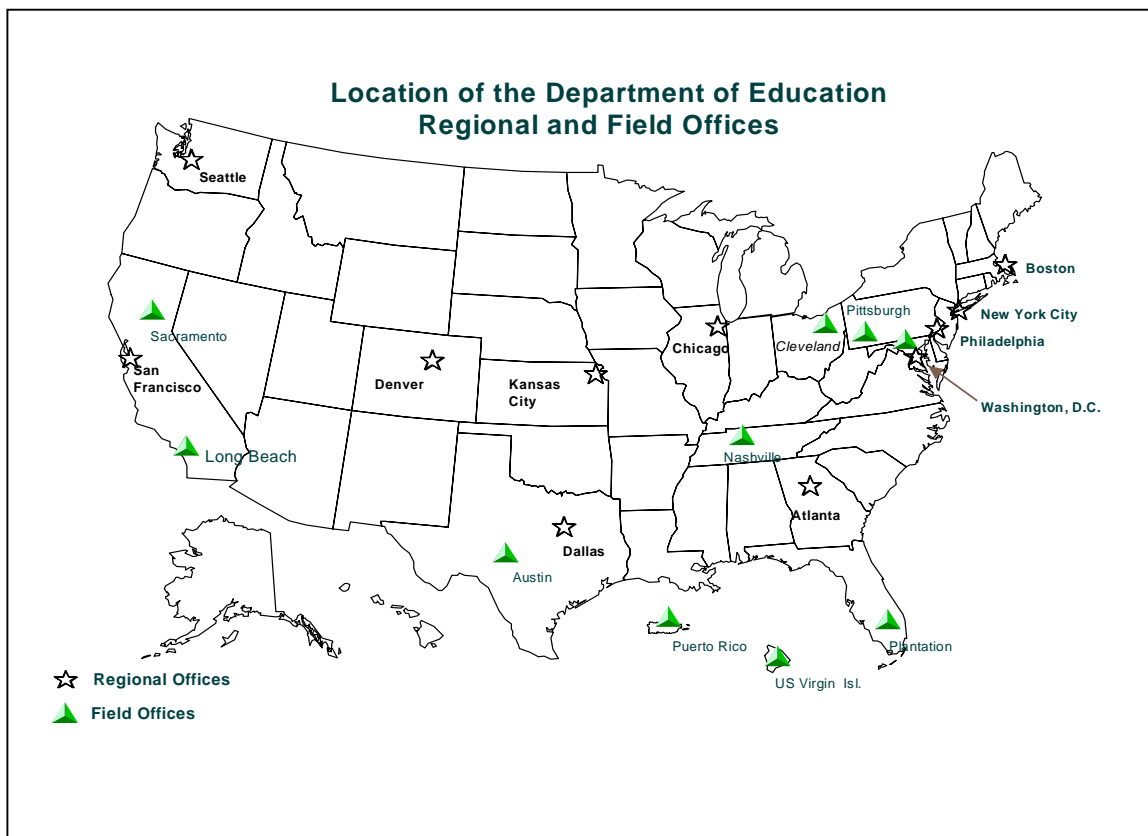 Location of the Department of Education
Regional and Field Offices
Seattle
Boston
Pittsburgh
New York City
Sacramento
Philadelphia
Chicago
Cleveland
San
Francisco
Denver
Kansas
City
Washington, D.C.
Long Beach
Nashville
Atlanta
Dallas
Austin
Puerto Rico
Plantation
US Virgin Isl.
Regional Offices
Field Offices